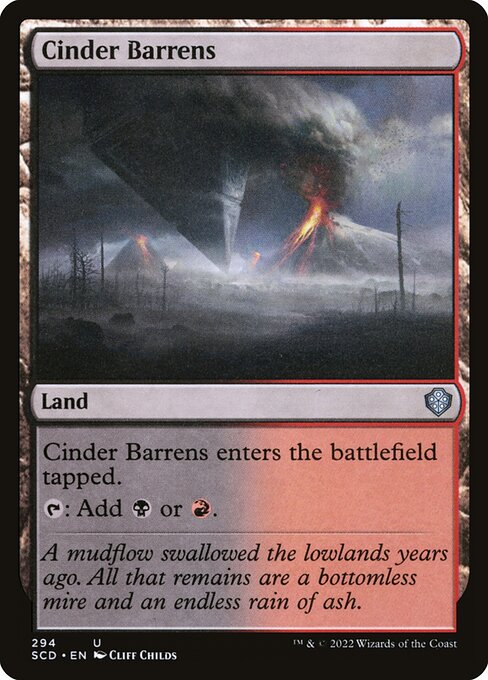 Cinder Barrens
Land
Cinder Barrens enters the battlefield
tapped.
: Add or .
A mudflow swallowed the lowlands years
ago. All that remains are a bottomless
mire and an endless rain of ash.
294 U
SCD • EN Cliff Childs
™ & © 2022 Wizards of the Coast